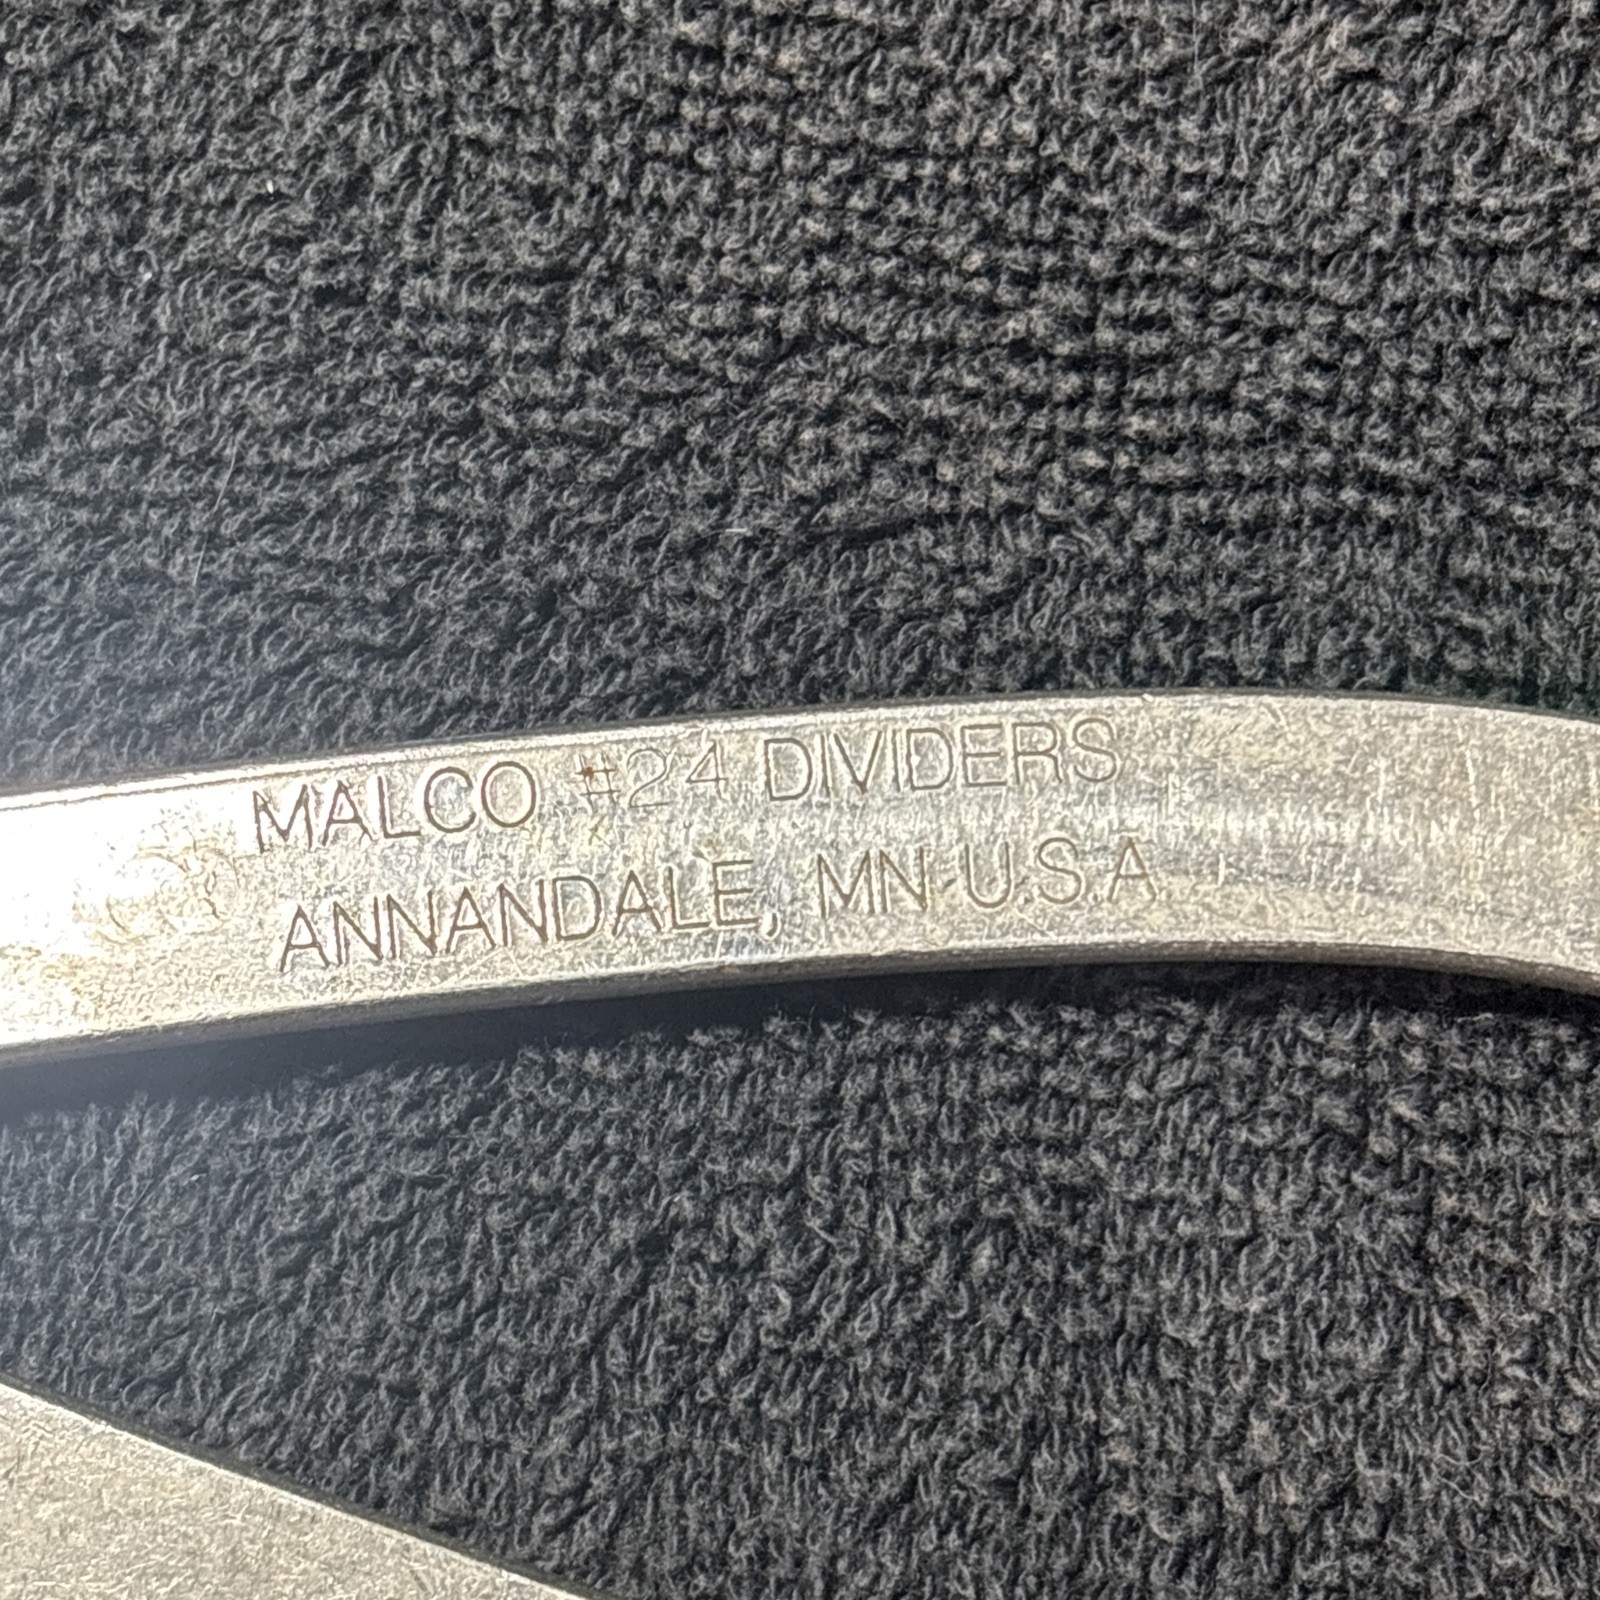 MALCO #24 DIVIDERS
ANNANDALE, MN U.S.A